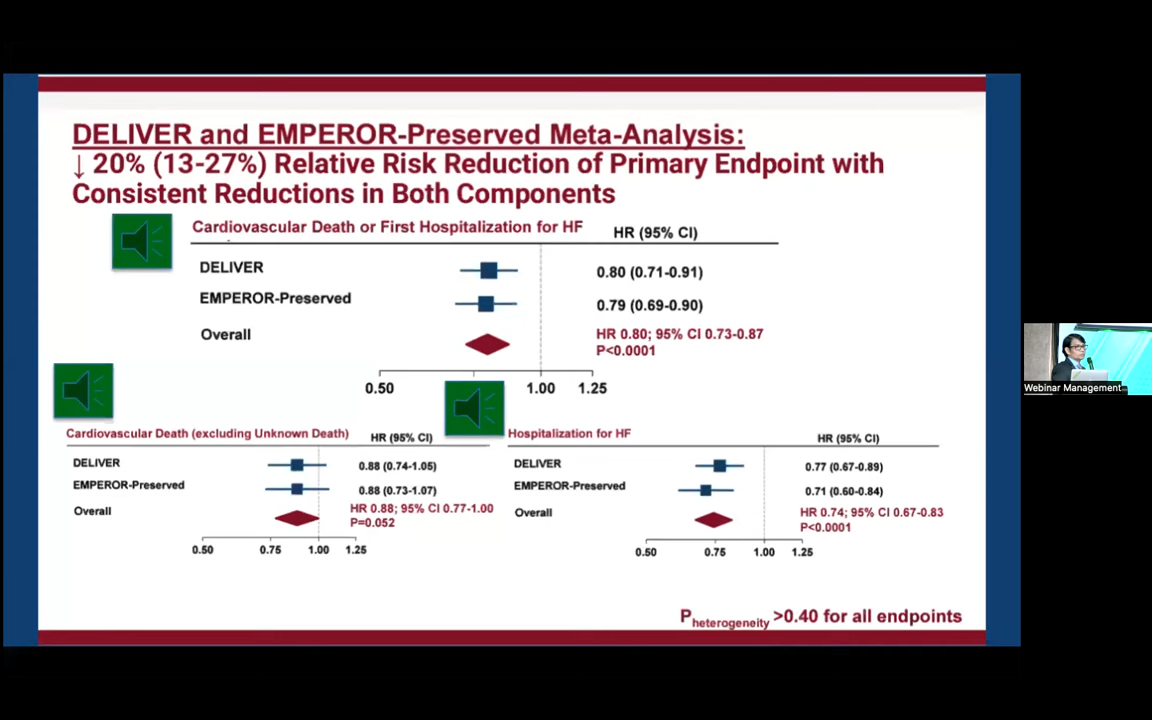 DELIVER and EMPEROR-Preserved Meta-Analysis:
↓ 20% (13-27%) Relative Risk Reduction of Primary Endpoint with
Consistent Reductions in Both Components
Cardiovascular Death or First Hospitalization for HF
HR (95% CI)
DELIVER
0.80 (0.71-0.91)
EMPEROR-Preserved
0.79 (0.69-0.90)
Overall
HR 0.80; 95% CI 0.73-0.87
P<0.0001
0.50 1.00 1.25
Cardiovascular Death (excluding Unknown Death)
HR (95% CI)
DELIVER
0.88 (0.74-1.05)
EMPEROR-Preserved
0.88 (0.73-1.07)
Overall
HR 0.88; 95% CI 0.77-1.00
P=0.052
0.50 0.75 1.00 1.25
Hospitalization for HF
HR (95% CI)
DELIVER
0.77 (0.67-0.89)
EMPEROR-Preserved
0.71 (0.60-0.84)
Overall
HR 0.74; 95% CI 0.67-0.83
P<0.0001
0.50 0.75 1.00 1.25
Pheterogeneity >0.40 for all endpoints
Webinar Management...